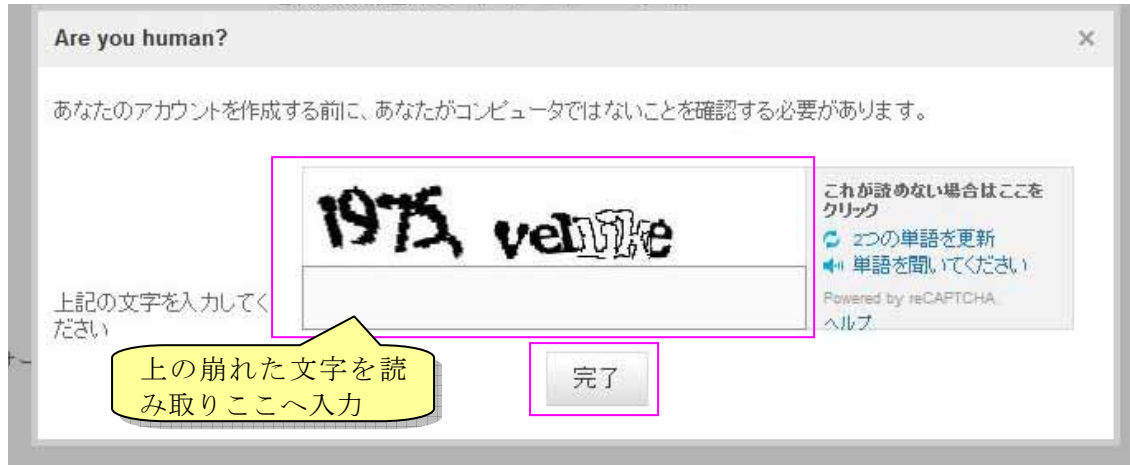 Are you human? ×
あなたのアカウントを作成する前に、あなたがコンピュータではないことを確認する必要があります。
1975,
これが読めない場合はここを
クリック
2つの単語を更新
単語を聞いてください
Powered by reCAPTCHA
ヘルプ
上記の文字を入力してく
ださい
上の崩れた文字を読
み取りここへ入力
完了